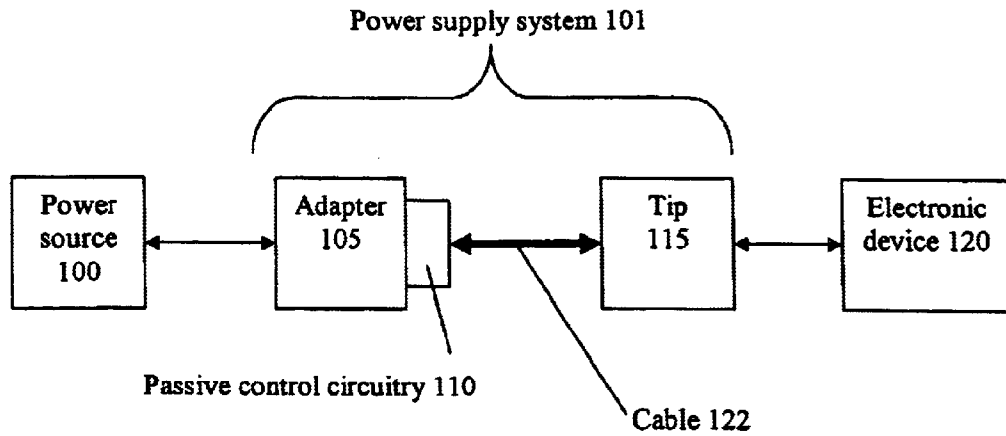 Power supply system 101
Power
source
100
Adapter
105
Tip
115
Electronic
device 120
Passive control circuitry 110
Cable 122